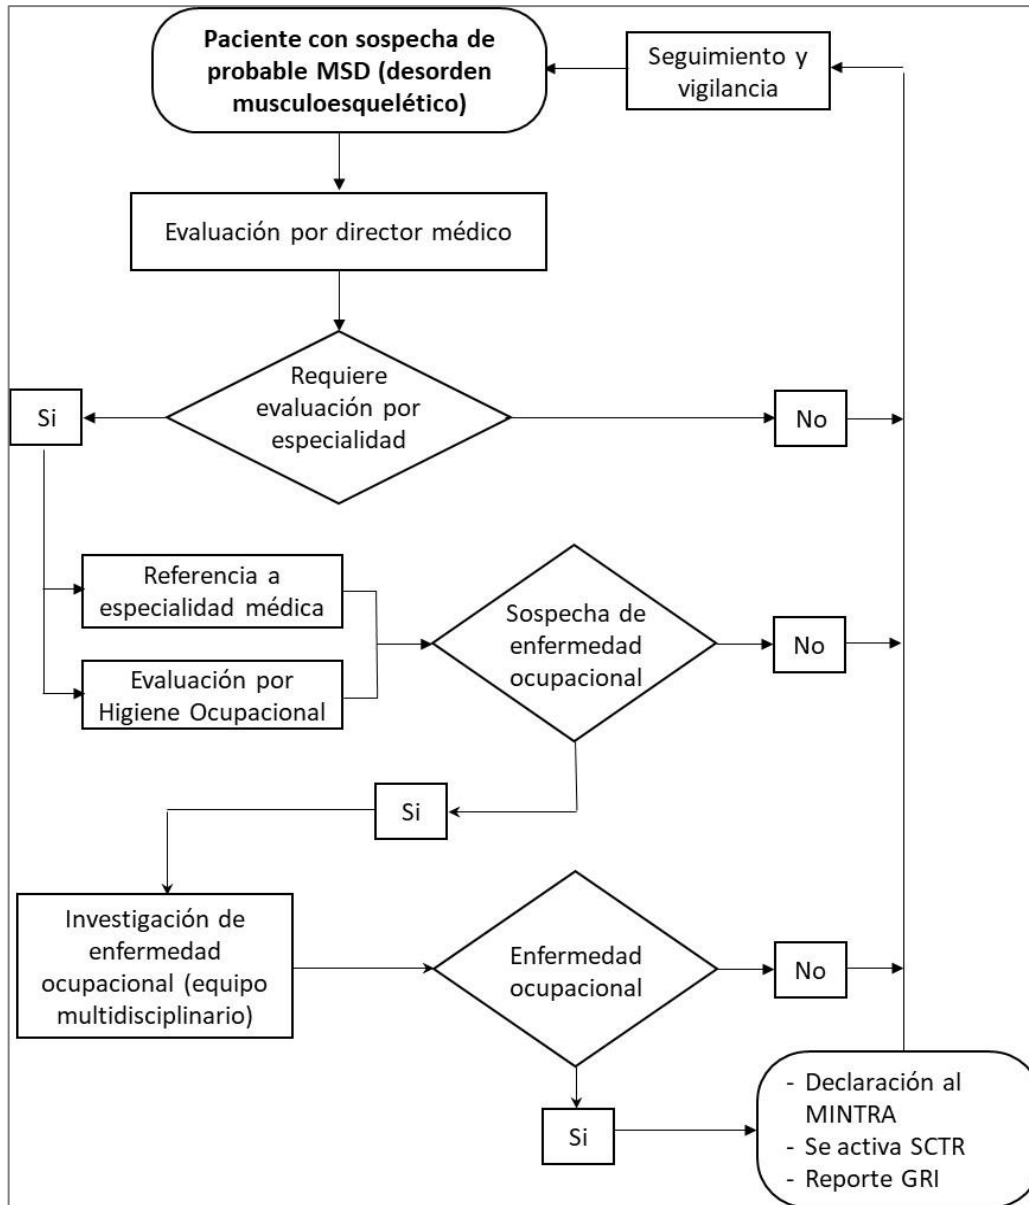 Paciente con sospecha de
probable MSD (desorden
musculoesquelético)
Seguimiento y
vigilancia
Evaluación por director médico
Requiere
evaluación por
especialidad
Si
No
Referencia a
especialidad médica
Evaluación por
Higiene Ocupacional
Sospecha de
enfermedad
ocupacional
No
Si
Investigación de
enfermedad
ocupacional (equipo
multidisciplinario)
Enfermedad
ocupacional
No
Si
- Declaración al
MINTRA
- Se activa SCTR
- Reporte GRI